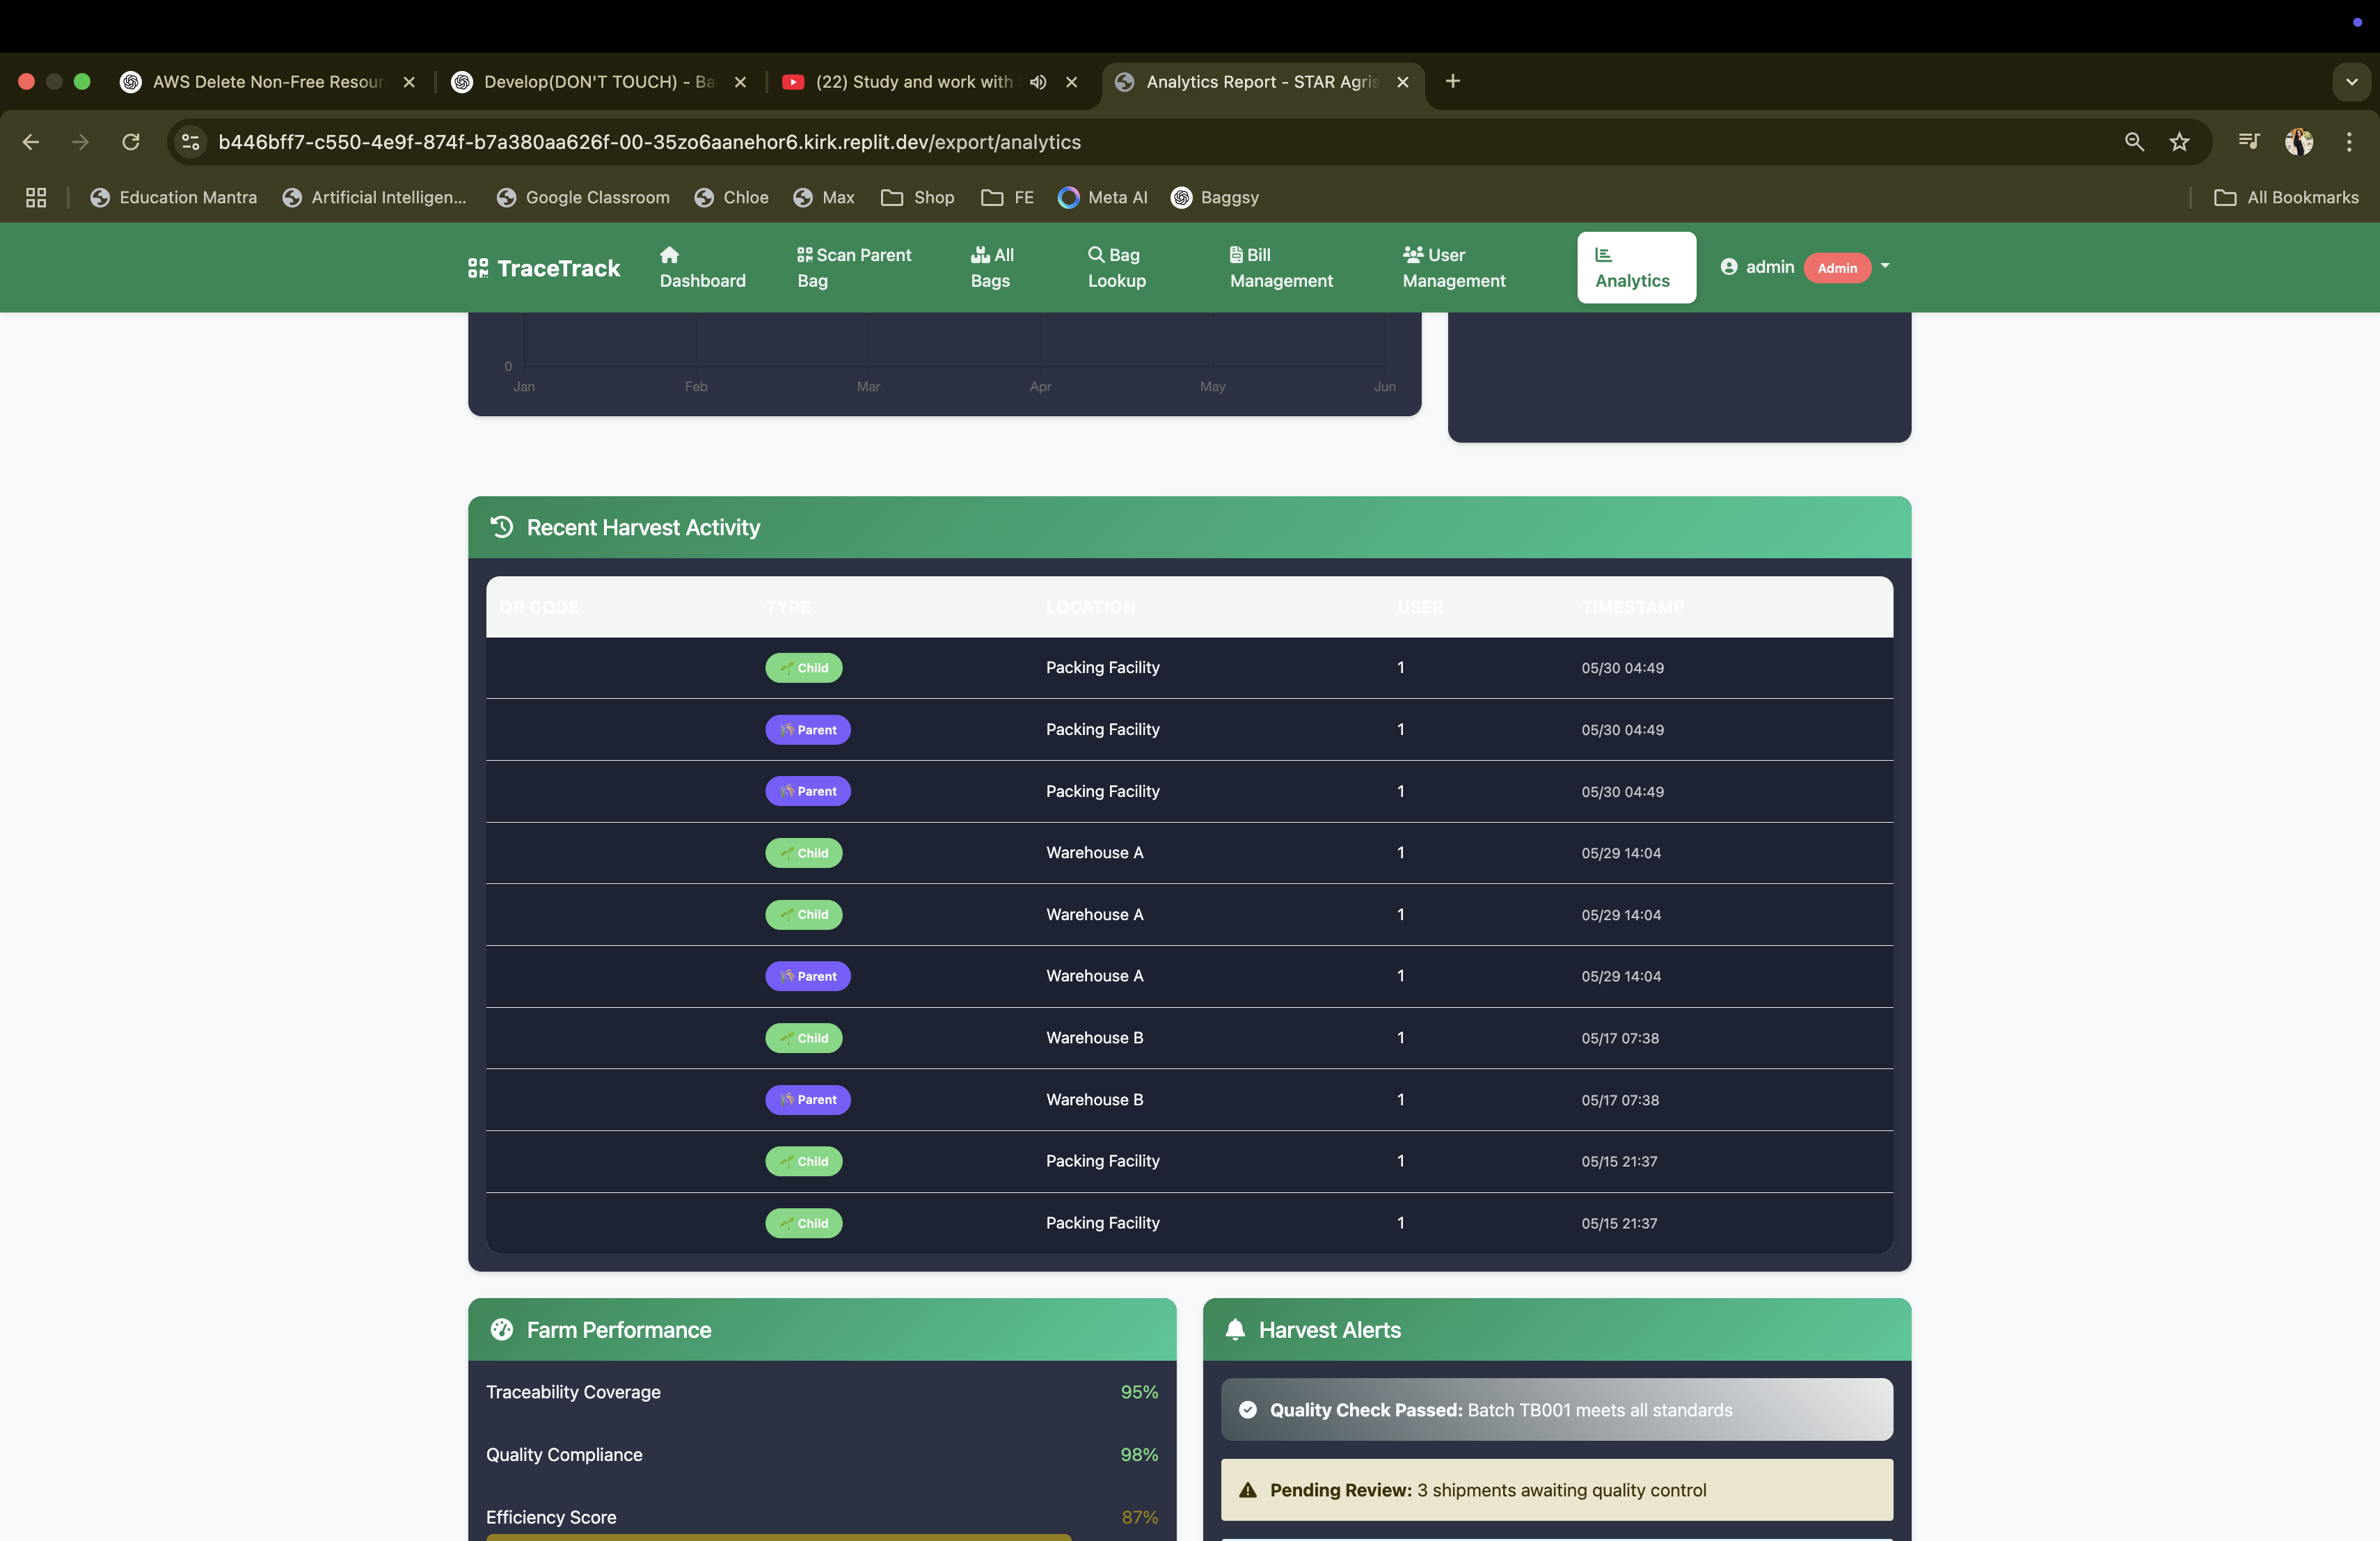 AWS Delete Non-Free Resour
Develop(DON'T TOUCH) - Ba
(22) Study and work with
Analytics Report - STAR Agris
b446bff7-c550-4e9f-874f-b7a380aa626f-00-35zo6aanehor6.kirk.replit.dev/export/analytics
Education Mantra
Artificial Intelligen...
Google Classroom
Chloe
Max
Shop
FE
Meta AI
Baggsy
All Bookmarks
TraceTrack
Dashboard
Scan Parent
Bag
All
Bags
Bag
Lookup
Bill
Management
User
Management
Analytics
admin Admin
0
Jan Feb Mar Apr May Jun
Recent Harvest Activity
QR CODE TYPE LOCATION USER TIMESTAMP
Child Packing Facility 1 05/30 04:49
Parent Packing Facility 1 05/30 04:49
Parent Packing Facility 1 05/30 04:49
Child Warehouse A 1 05/29 14:04
Child Warehouse A 1 05/29 14:04
Parent Warehouse A 1 05/29 14:04
Child Warehouse B 1 05/17 07:38
Parent Warehouse B 1 05/17 07:38
Child Packing Facility 1 05/15 21:37
Child Packing Facility 1 05/15 21:37
Farm Performance
Traceability Coverage 95%
Quality Compliance 98%
Efficiency Score 87%
Harvest Alerts
Quality Check Passed: Batch TB001 meets all standards
Pending Review: 3 shipments awaiting quality control